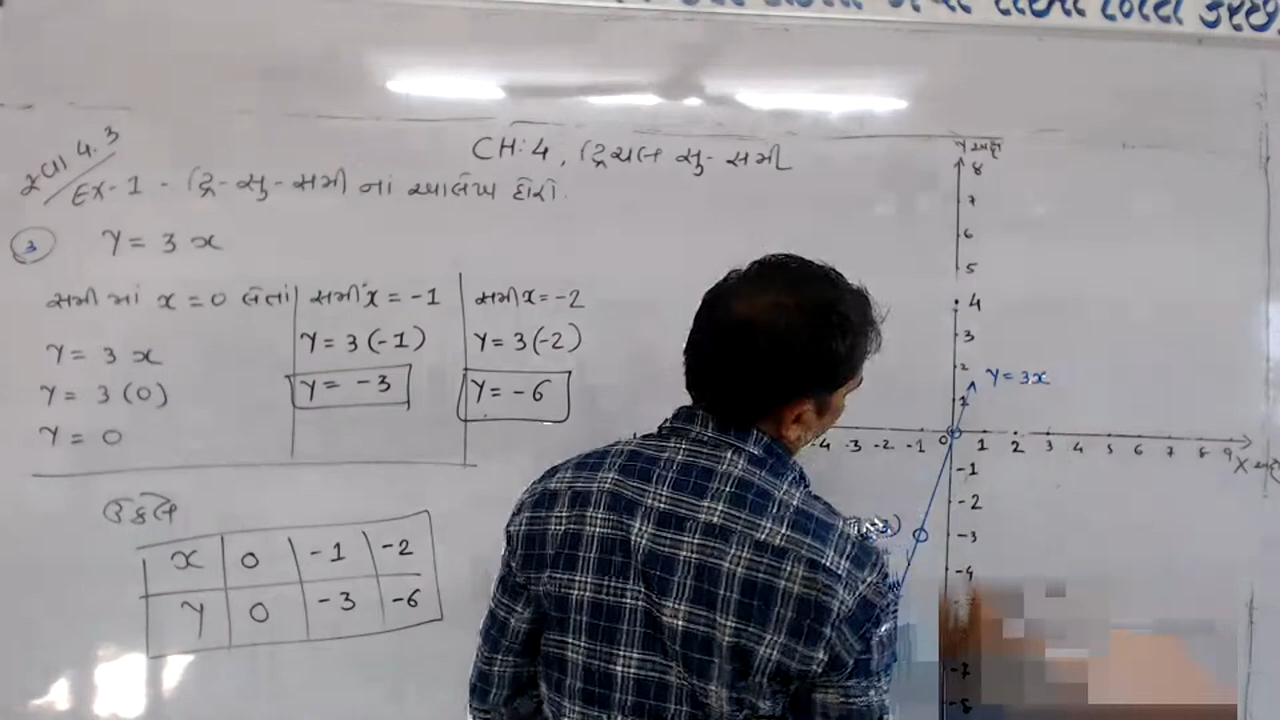 CH:4, દ્વિચલ સુ-સમી
સ્વા 4.3
EX-1 - દ્વિ-સુ-સમી નાં આલેખ દોરો.
3 y = 3x
સમી માં x = 0 લેતાં
y = 3x
y = 3(0)
y = 0
સમી x = -1
y = 3(-1)
y = -3
સમી x = -2
y = 3(-2)
y = -6
ઉકેલ
x 0 -1 -2
y 0 -3 -6
y અક્ષ
8
7
6
5
4
3
2
1
y = 3x
-4 -3 -2 -1 0 1 2 3 4 5 6 7 8 9 X
-1
-2
-3
-4
-7
-8